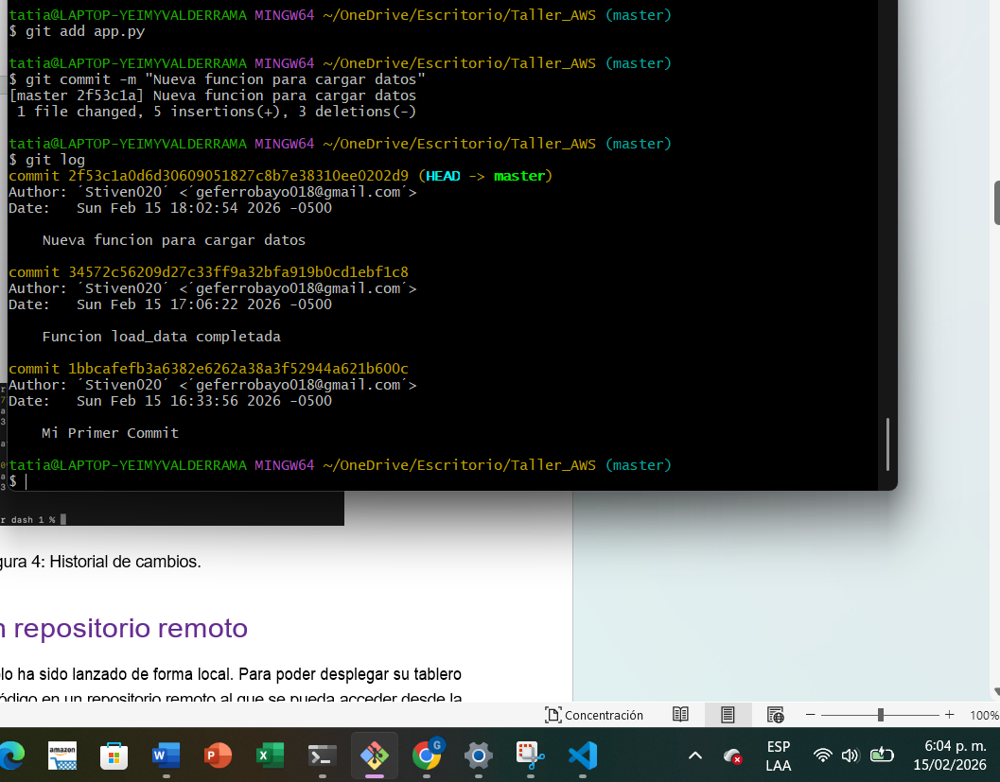 tatia@LAPTOP-YEIMYVALDERRAMA MINGW64 ~/OneDrive/Escritorio/Taller_AWS (master)
$ git add app.py
tatia@LAPTOP-YEIMYVALDERRAMA MINGW64 ~/OneDrive/Escritorio/Taller_AWS (master)
$ git commit -m "Nueva funcion para cargar datos"
[master 2f53c1a] Nueva funcion para cargar datos
1 file changed, 5 insertions(+), 3 deletions(-)
tatia@LAPTOP-YEIMYVALDERRAMA MINGW64 ~/OneDrive/Escritorio/Taller_AWS (master)
$ git log
commit 2f53c1a0d6d30609051827c8b7e38310ee0202d9 (HEAD -> master)
Author: ´Stiven020´ <´geferrobayo018@gmail.com´>
Date:   Sun Feb 15 18:02:54 2026 -0500
Nueva funcion para cargar datos
commit 34572c56209d27c33ff9a32bfa919b0cd1ebf1c8
Author: ´Stiven020´ <´geferrobayo018@gmail.com´>
Date:   Sun Feb 15 17:06:22 2026 -0500
Funcion load_data completada
commit 1bbcafefb3a6382e6262a38a3f52944a621b600c
Author: ´Stiven020´ <´geferrobayo018@gmail.com´>
Date:   Sun Feb 15 16:33:56 2026 -0500
Mi Primer Commit
tatia@LAPTOP-YEIMYVALDERRAMA MINGW64 ~/OneDrive/Escritorio/Taller_AWS (master)
$
r dash 1 %
gura 4: Historial de cambios.
n repositorio remoto
lo ha sido lanzado de forma local. Para poder desplegar su tablero
ódigo en un repositorio remoto al que se pueda acceder desde la
Concentración
100%
amazon
W
P
X
G
ESP
LAA
6:04 p. m.
15/02/2026